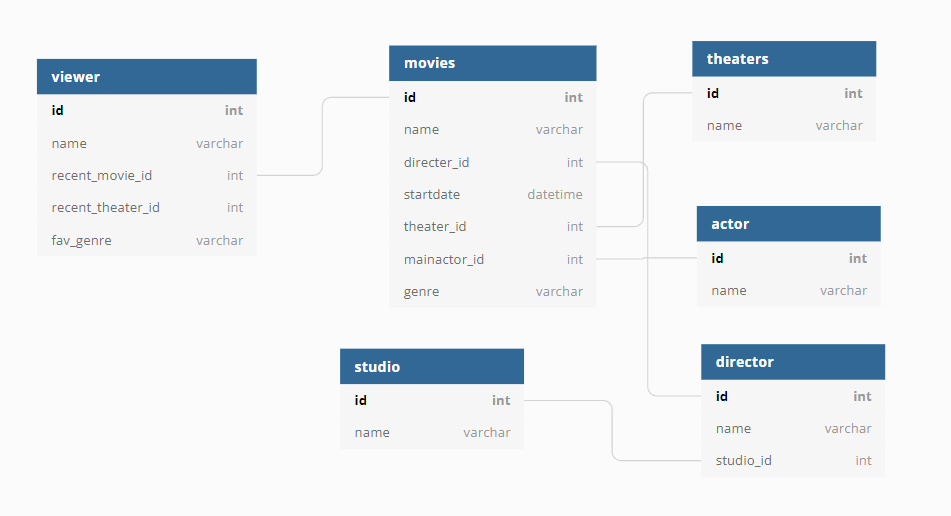 viewer
id int
name varchar
recent_movie_id int
recent_theater_id int
fav_genre varchar
movies
id int
name varchar
directer_id int
startdate datetime
theater_id int
mainactor_id int
genre varchar
theaters
id int
name varchar
actor
id int
name varchar
studio
id int
name varchar
director
id int
name varchar
studio_id int